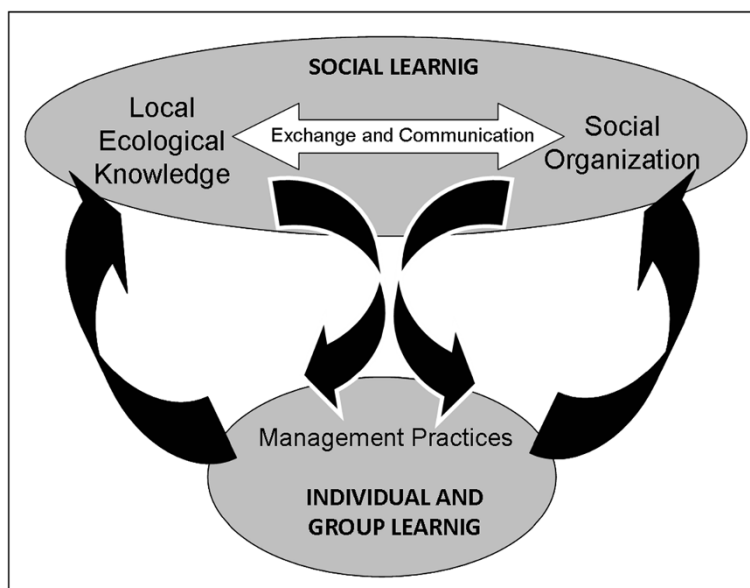 SOCIAL LEARNIG
Local
Ecological
Knowledge
Exchange and Communication
Social
Organization
Management Practices
INDIVIDUAL AND
GROUP LEARNIG